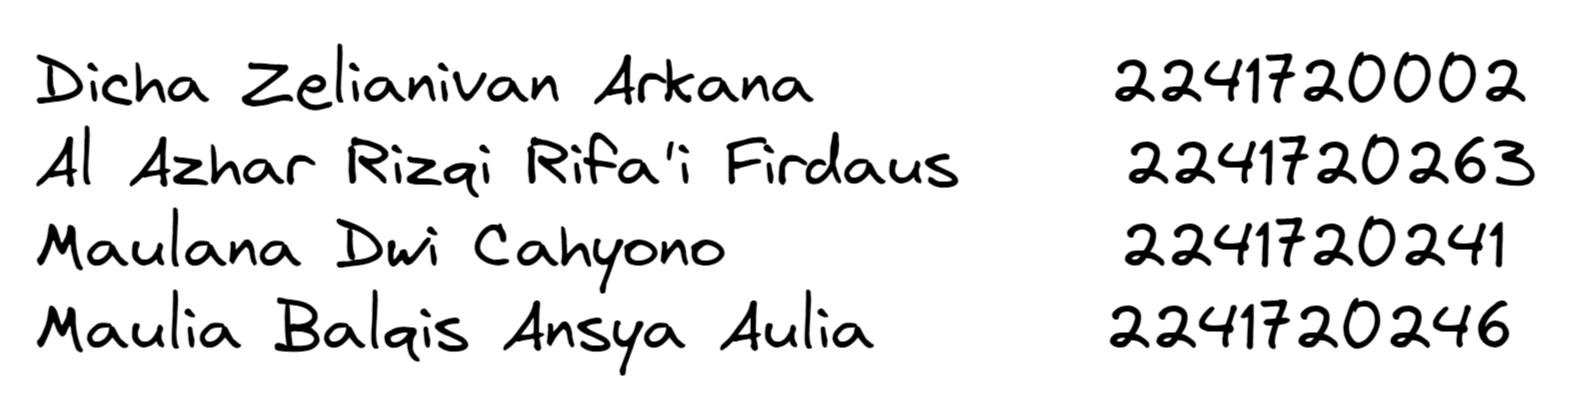 Dicha Zelianivan Arkana 2241720002
Al Azhar Rizqi Rifa'i Firdaus 2241720263
Maulana Dwi Cahyono 2241720241
Maulia Balqis Ansya Aulia 2241720246